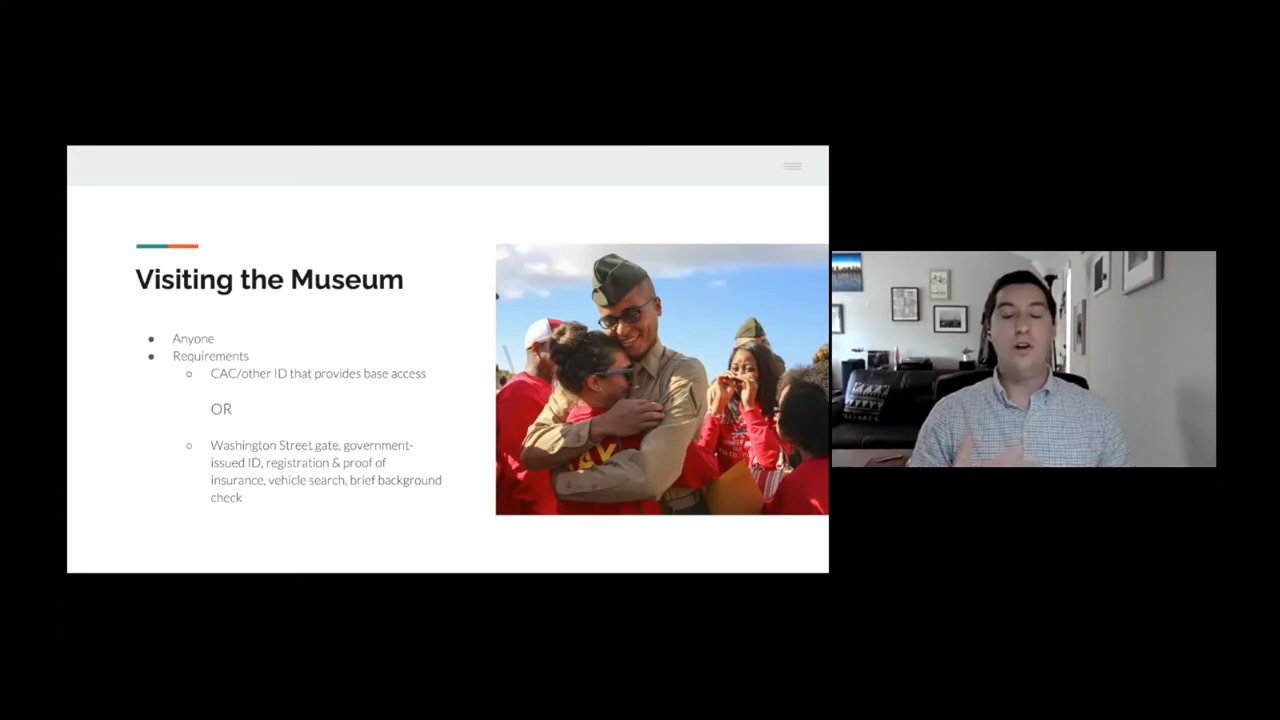 Visiting the Museum
● Anyone
● Requirements
○ CAC/other ID that provides base access
OR
○ Washington Street gate, government-
issued ID, registration & proof of
insurance, vehicle search, brief background
check